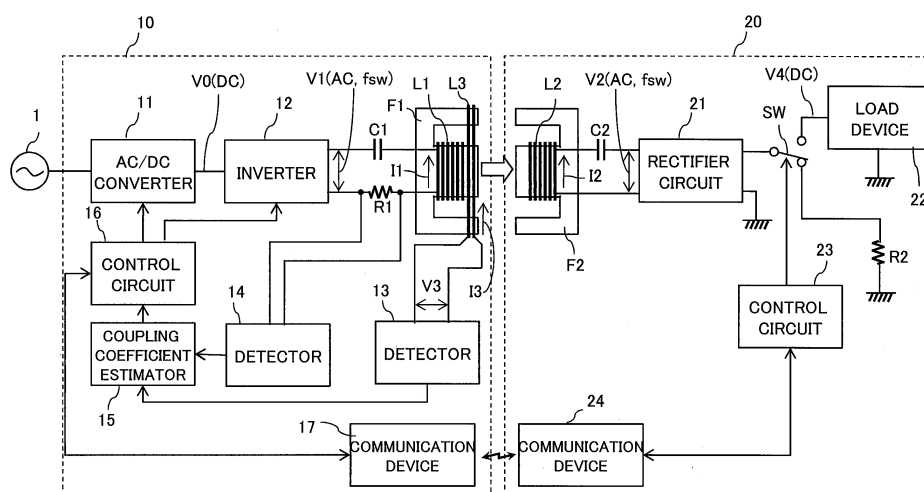 10
20
V0(DC)
V1(AC, fsw)
L1
L3
F1
C1
L2
C2
V2(AC, fsw)
V4(DC)
1
11
12
21
SW
AC/DC
CONVERTER
INVERTER
I1
R1
I2
RECTIFIER
CIRCUIT
LOAD
DEVICE
22
16
CONTROL
CIRCUIT
14
13
V3
I3
F2
R2
23
CONTROL
CIRCUIT
COUPLING
COEFFICIENT
ESTIMATOR
DETECTOR
DETECTOR
15
17
24
COMMUNICATION
DEVICE
COMMUNICATION
DEVICE